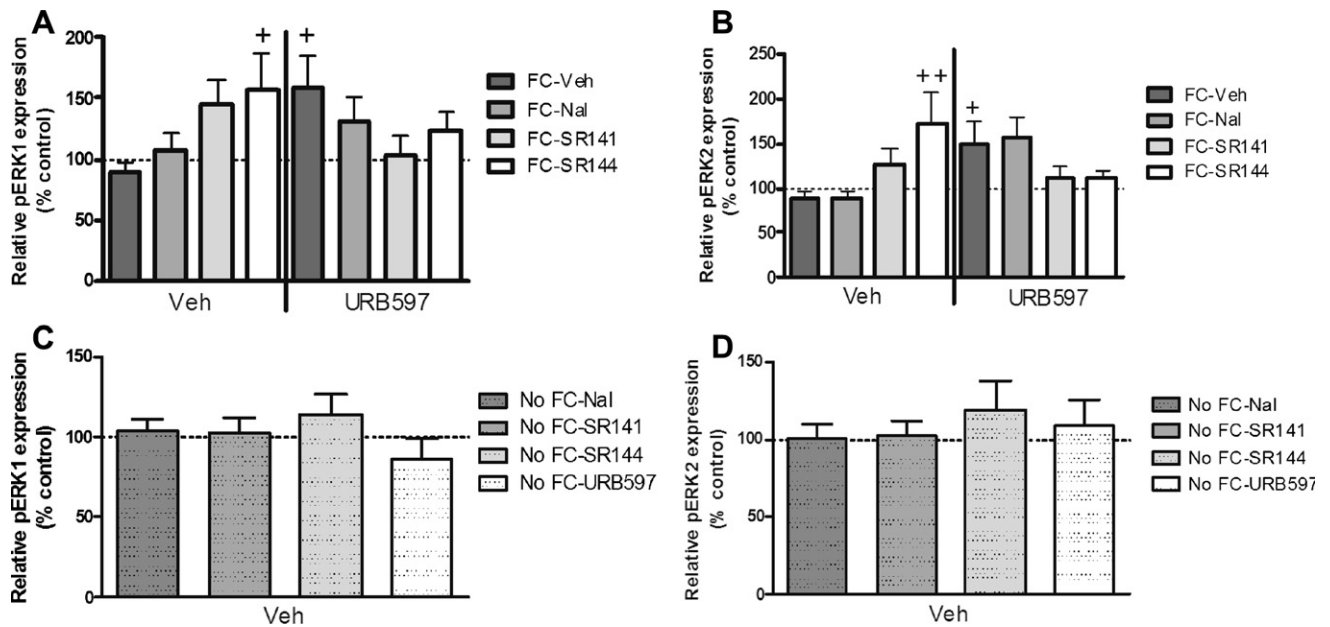 A
Relative pERK1 expression
(% control)
200
150
100
50
0
+
+
Veh
URB597
FC-Veh
FC-Nal
FC-SR141
FC-SR144
B
Relative pERK2 expression
(% control)
250
200
150
100
50
0
++
+
Veh
URB597
FC-Veh
FC-Nal
FC-SR141
FC-SR144
C
Relative pERK1 expression
(% control)
150
100
50
0
Veh
No FC-Nal
No FC-SR141
No FC-SR144
No FC-URB597
D
Relative pERK2 expression
(% control)
150
100
50
0
Veh
No FC-Nal
No FC-SR141
No FC-SR144
No FC-URB597